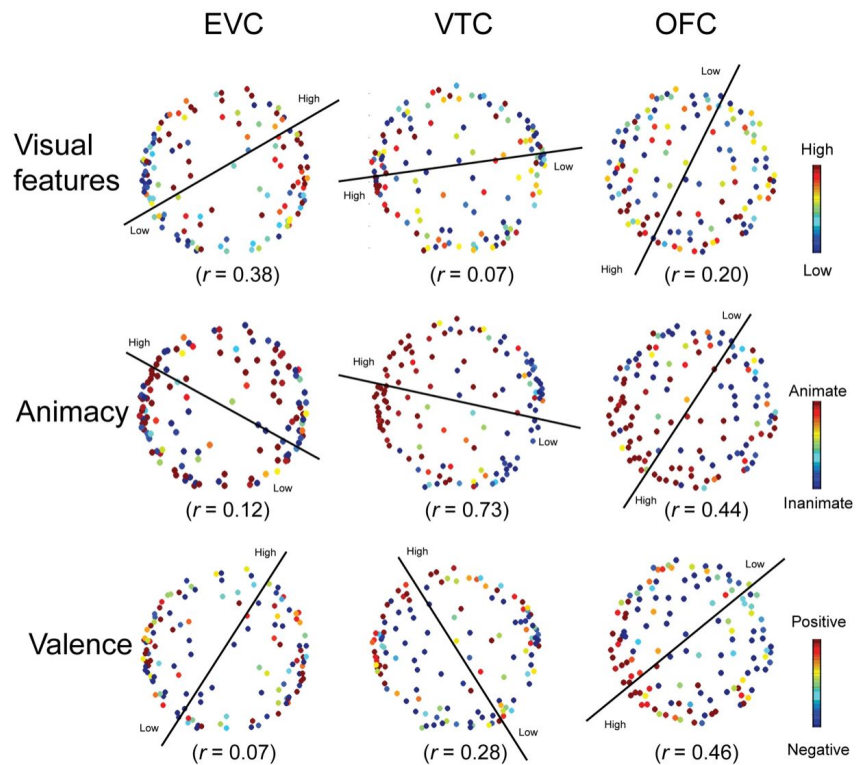 EVC VTC OFC
Visual
features
High
Low
High
Low
Low
High
High
Low
(r = 0.38) (r = 0.07) (r = 0.20)
Animacy
High
Low
High
Low
Low
High
Animate
Inanimate
(r = 0.12) (r = 0.73) (r = 0.44)
Valence
High
Low
High
Low
Low
High
Positive
Negative
(r = 0.07) (r = 0.28) (r = 0.46)